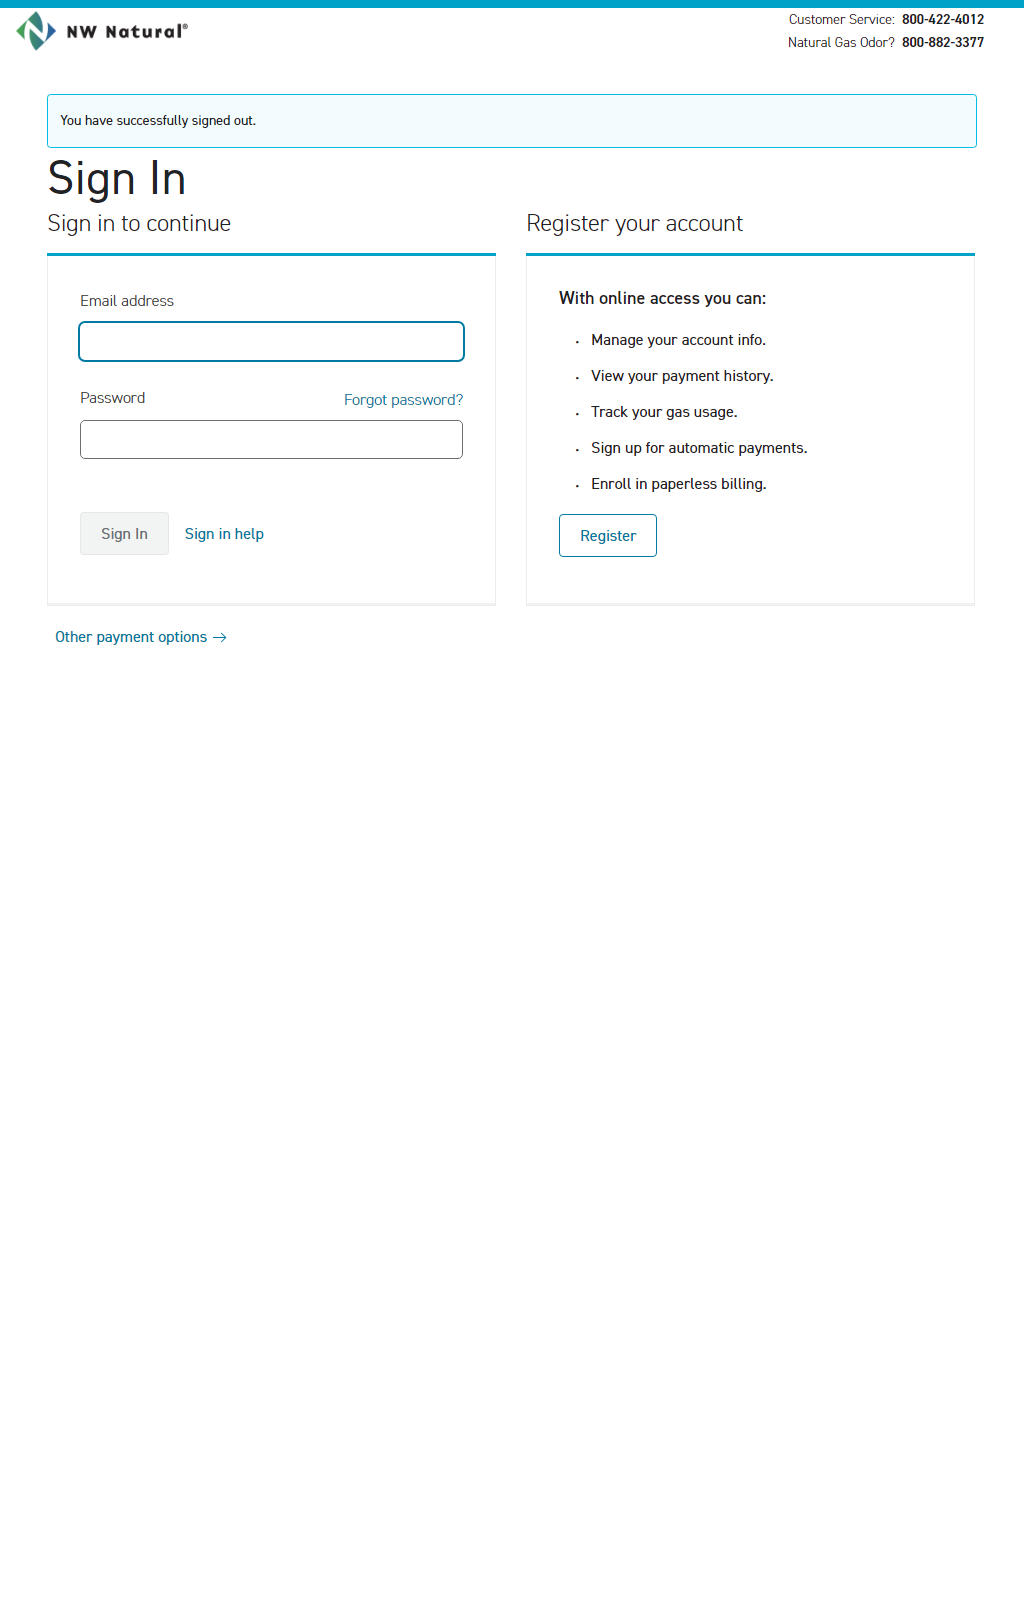 NW Natural®
Customer Service: 800-422-4012
Natural Gas Odor? 800-882-3377
You have successfully signed out.
Sign In
Sign in to continue
Email address
Password
Forgot password?
Sign In
Sign in help
Register your account
With online access you can:
• Manage your account info.
• View your payment history.
• Track your gas usage.
• Sign up for automatic payments.
• Enroll in paperless billing.
Register
Other payment options →